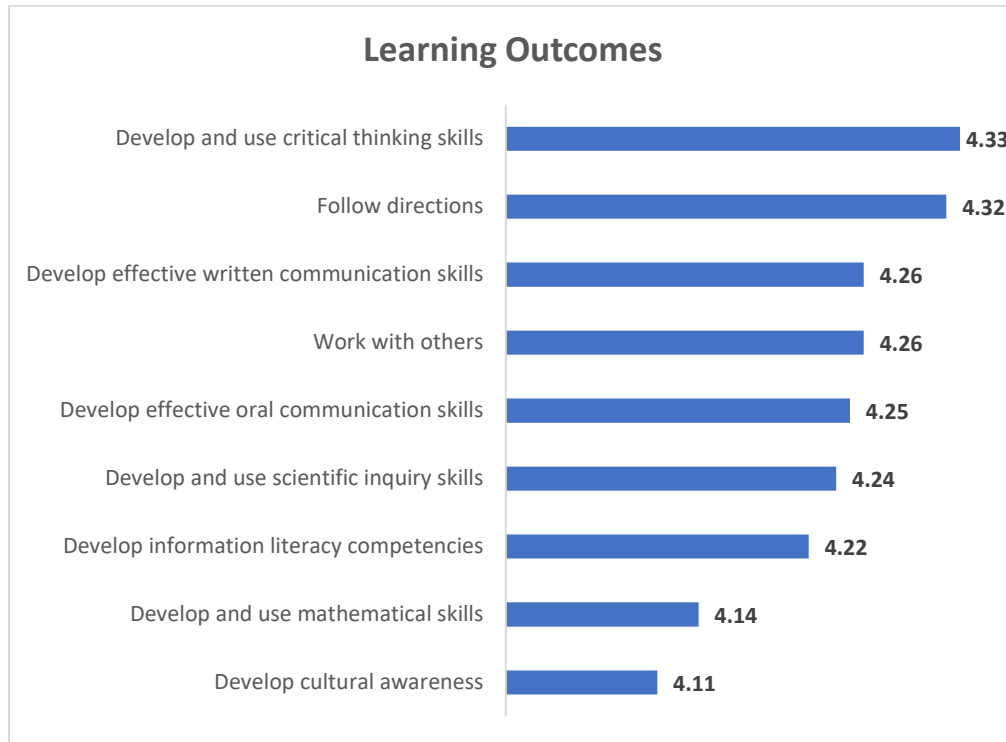 Learning Outcomes
Develop and use critical thinking skills 4.33
Follow directions 4.32
Develop effective written communication skills 4.26
Work with others 4.26
Develop effective oral communication skills 4.25
Develop and use scientific inquiry skills 4.24
Develop information literacy competencies 4.22
Develop and use mathematical skills 4.14
Develop cultural awareness 4.11